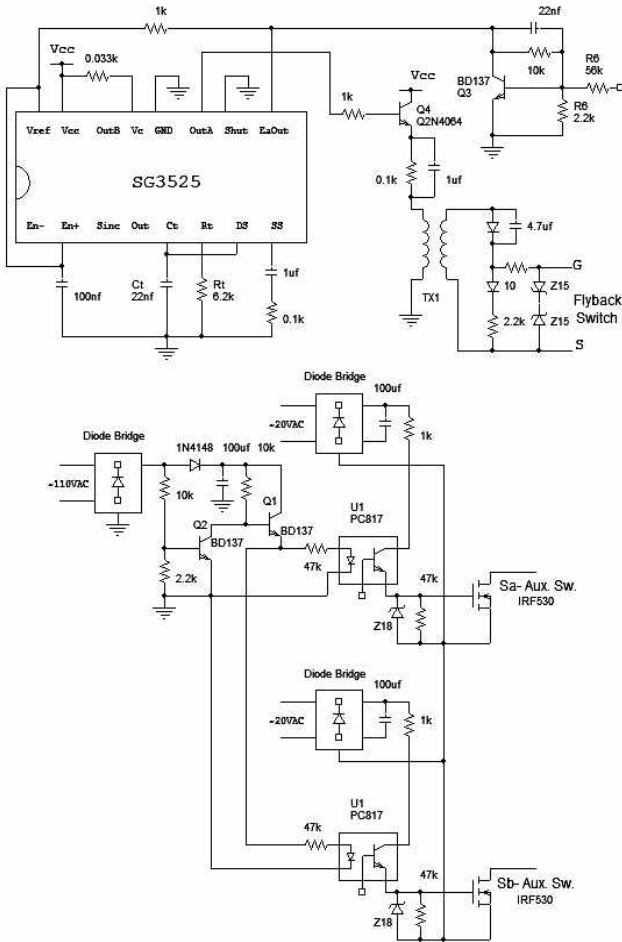 1k
22nf
Vcc
0.033k
10k
R6
56k
BD137
Q3
R6
2.2k
Vcc
1k
Q4
Q2N4064
Vref Vcc OutB Vc GND OutA Shut EaOut
SG3525
0.1k
1uf
En- En+ Sinc Out Ct Rt DS SS
4.7uf
100nf
Ct
22nf
Rt
6.2k
1uf
0.1k
TX1
G
10
Z15
2.2k
Z15
Flyback
Switch
S
Diode Bridge
100uf
~20VAC
1k
Diode Bridge
1N4148
100uf
10k
~110VAC
10k
Q1
BD137
Q2
BD137
U1
PC817
47k
2.2k
47k
Z18
Sa- Aux. Sw.
IRF530
Diode Bridge
100uf
~20VAC
1k
U1
PC817
47k
47k
Z18
Sb- Aux. Sw.
IRF530